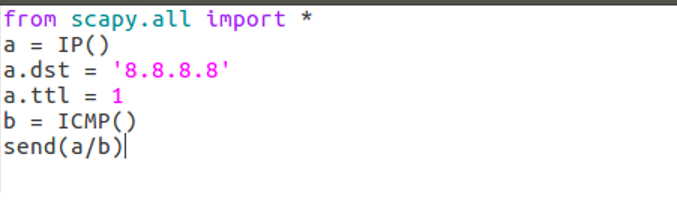 from scapy.all import *
a = IP()
a.dst = '8.8.8.8'
a.ttl = 1
b = ICMP()
send(a/b)